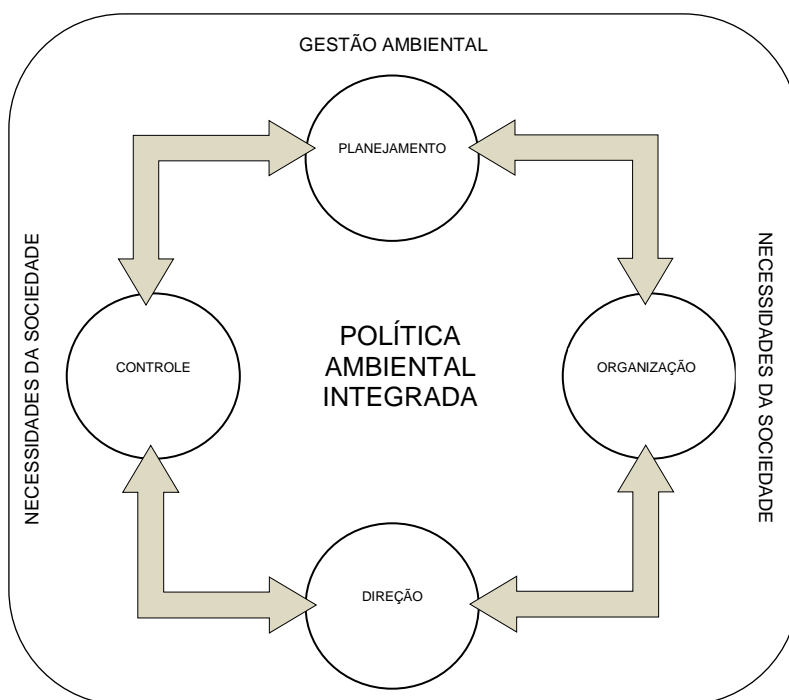 GESTÃO AMBIENTAL
PLANEJAMENTO
NECESSIDADES DA SOCIEDADE
CONTROLE
POLÍTICA
AMBIENTAL
INTEGRADA
ORGANIZAÇÃO
NECESSIDADES DA SOCIEDADE
DIREÇÃO